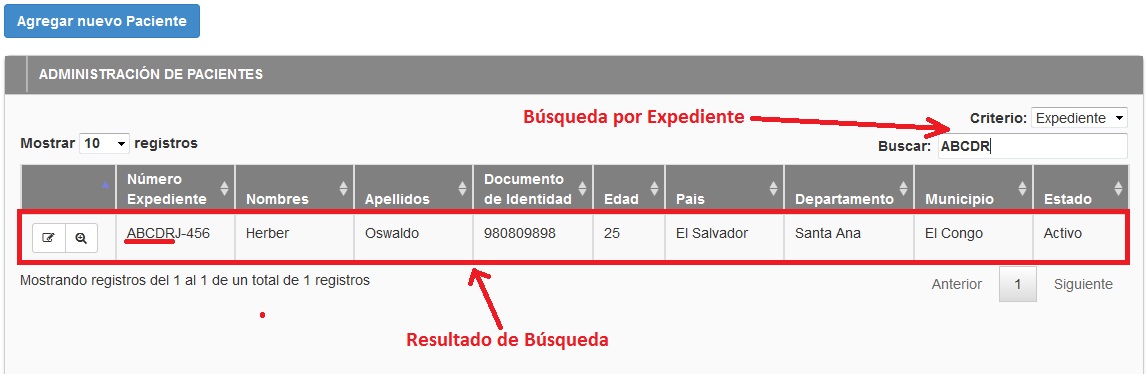 Agregar nuevo Paciente
ADMINISTRACIÓN DE PACIENTES
Búsqueda por Expediente
Criterio: Expediente
Mostrar 10 registros
Buscar: ABCDR
Número Expediente Nombres Apellidos Documento de Identidad Edad País Departamento Municipio Estado
ABCDRJ-456 Herber Oswaldo 980809898 25 El Salvador Santa Ana El Congo Activo
Mostrando registros del 1 al 1 de un total de 1 registros
Anterior 1 Siguiente
Resultado de Búsqueda